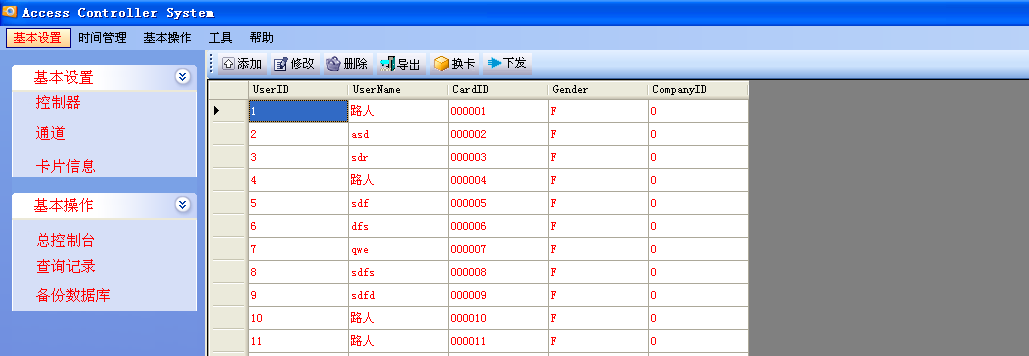 Access Controller System
基本设置 时间管理 基本操作 工具 帮助
添加 修改 删除 导出 换卡 下发
基本设置
控制器
通道
卡片信息
基本操作
总控制台
查询记录
备份数据库
UserID UserName CardID Gender CompanyID
1 路人 000001 F 0
2 asd 000002 F 0
3 sdr 000003 F 0
4 路人 000004 F 0
5 sdf 000005 F 0
6 dfs 000006 F 0
7 qwe 000007 F 0
8 sdfs 000008 F 0
9 sdfd 000009 F 0
10 路人 000010 F 0
11 路人 000011 F 0